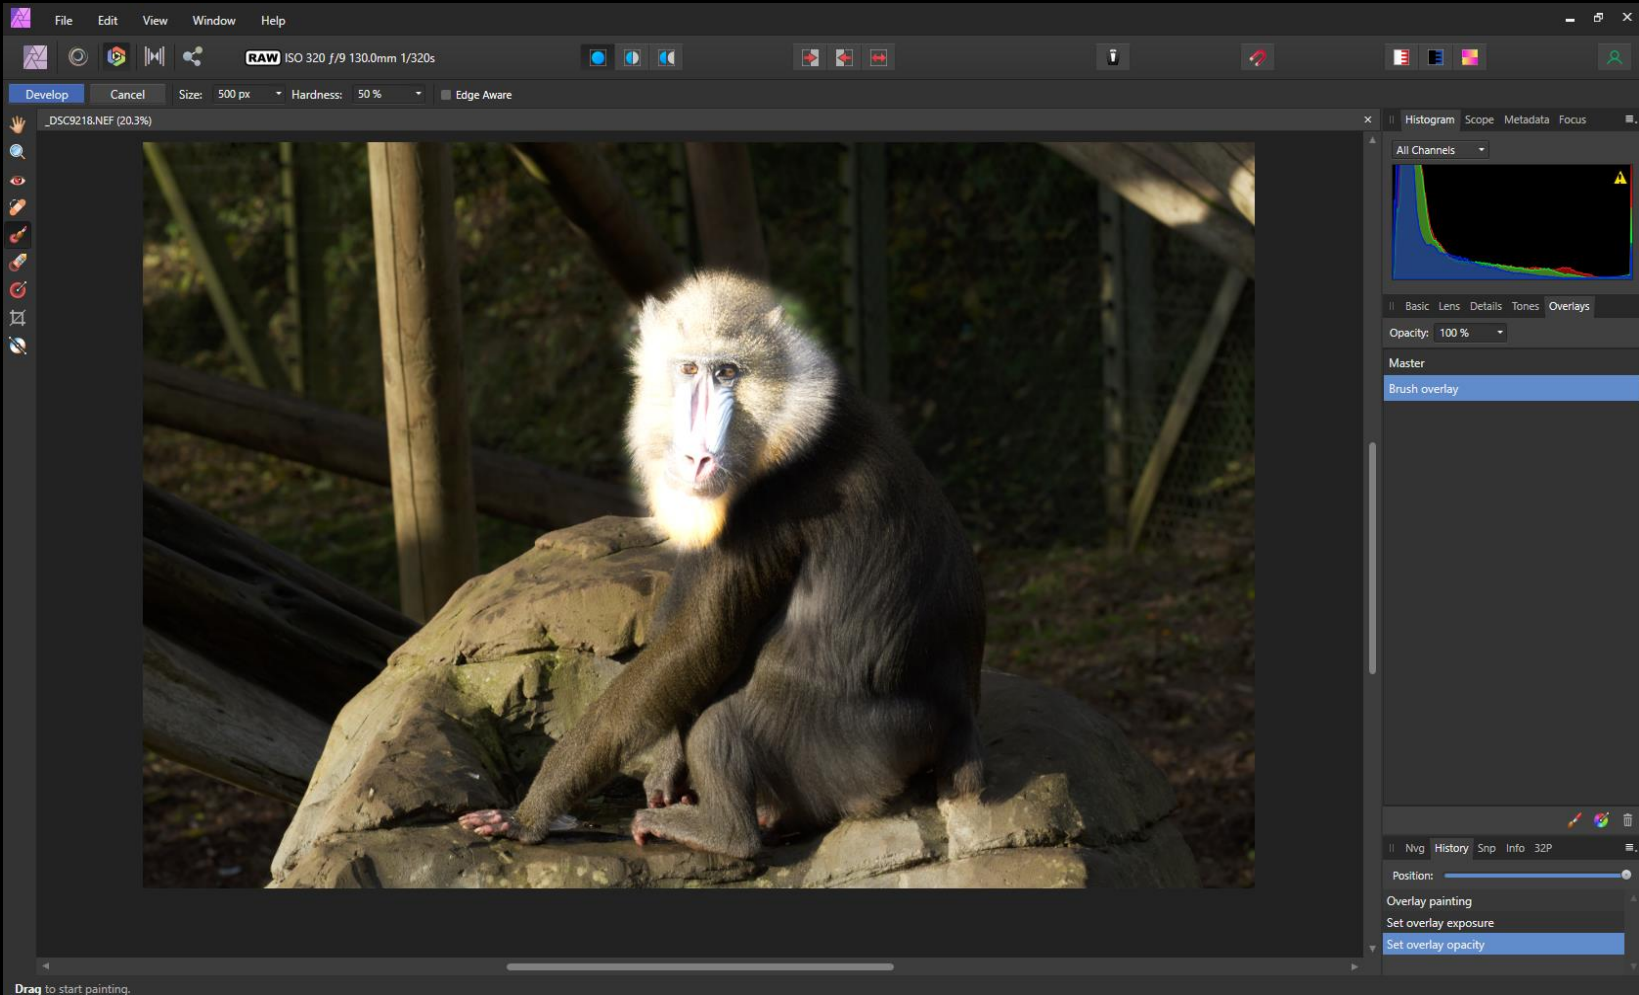 File Edit View Window Help
RAW ISO 320 ƒ/9 130.0mm 1/320s
Develop Cancel Size: 500 px Hardness: 50 % Edge Aware
_DSC9218.NEF (20.3%)
Histogram Scope Metadata Focus
All Channels
Basic Lens Details Tones Overlays
Opacity: 100 %
Master
Brush overlay
Nvg History Snp Info 32P
Position:
Overlay painting
Set overlay exposure
Set overlay opacity
Drag to start painting.